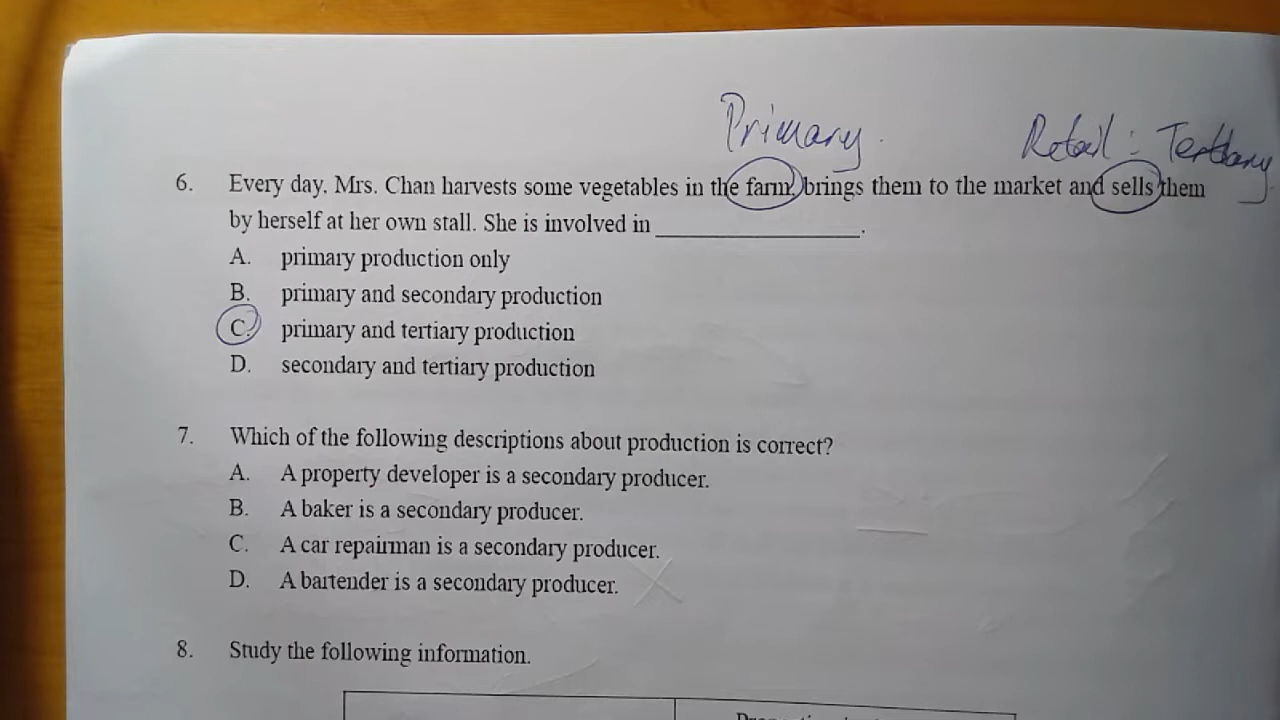 Primary.
Retail : Tertiary
6. Every day, Mrs. Chan harvests some vegetables in the farm, brings them to the market and sells them
by herself at her own stall. She is involved in ____________________.
A. primary production only
B. primary and secondary production
C. primary and tertiary production
D. secondary and tertiary production
7. Which of the following descriptions about production is correct?
A. A property developer is a secondary producer.
B. A baker is a secondary producer.
C. A car repairman is a secondary producer.
D. A bartender is a secondary producer.
8. Study the following information.